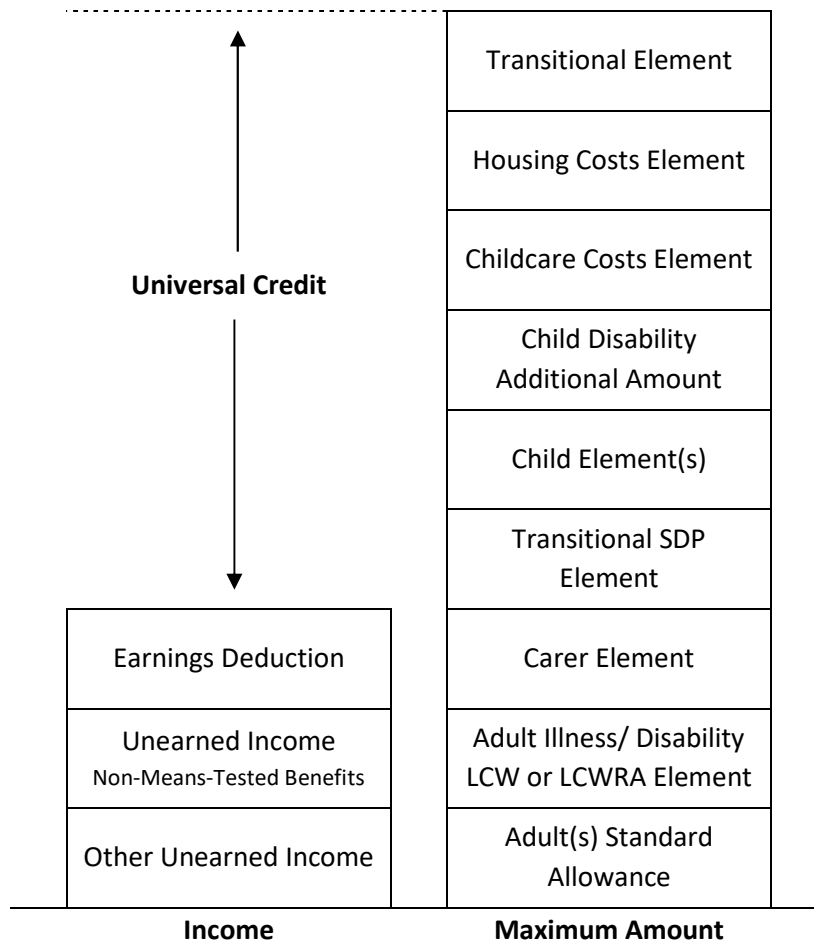 Universal Credit
Earnings Deduction
Unearned Income
Non-Means-Tested Benefits
Other Unearned Income
Income
Transitional Element
Housing Costs Element
Childcare Costs Element
Child Disability
Additional Amount
Child Element(s)
Transitional SDP
Element
Carer Element
Adult Illness/ Disability
LCW or LCWRA Element
Adult(s) Standard
Allowance
Maximum Amount